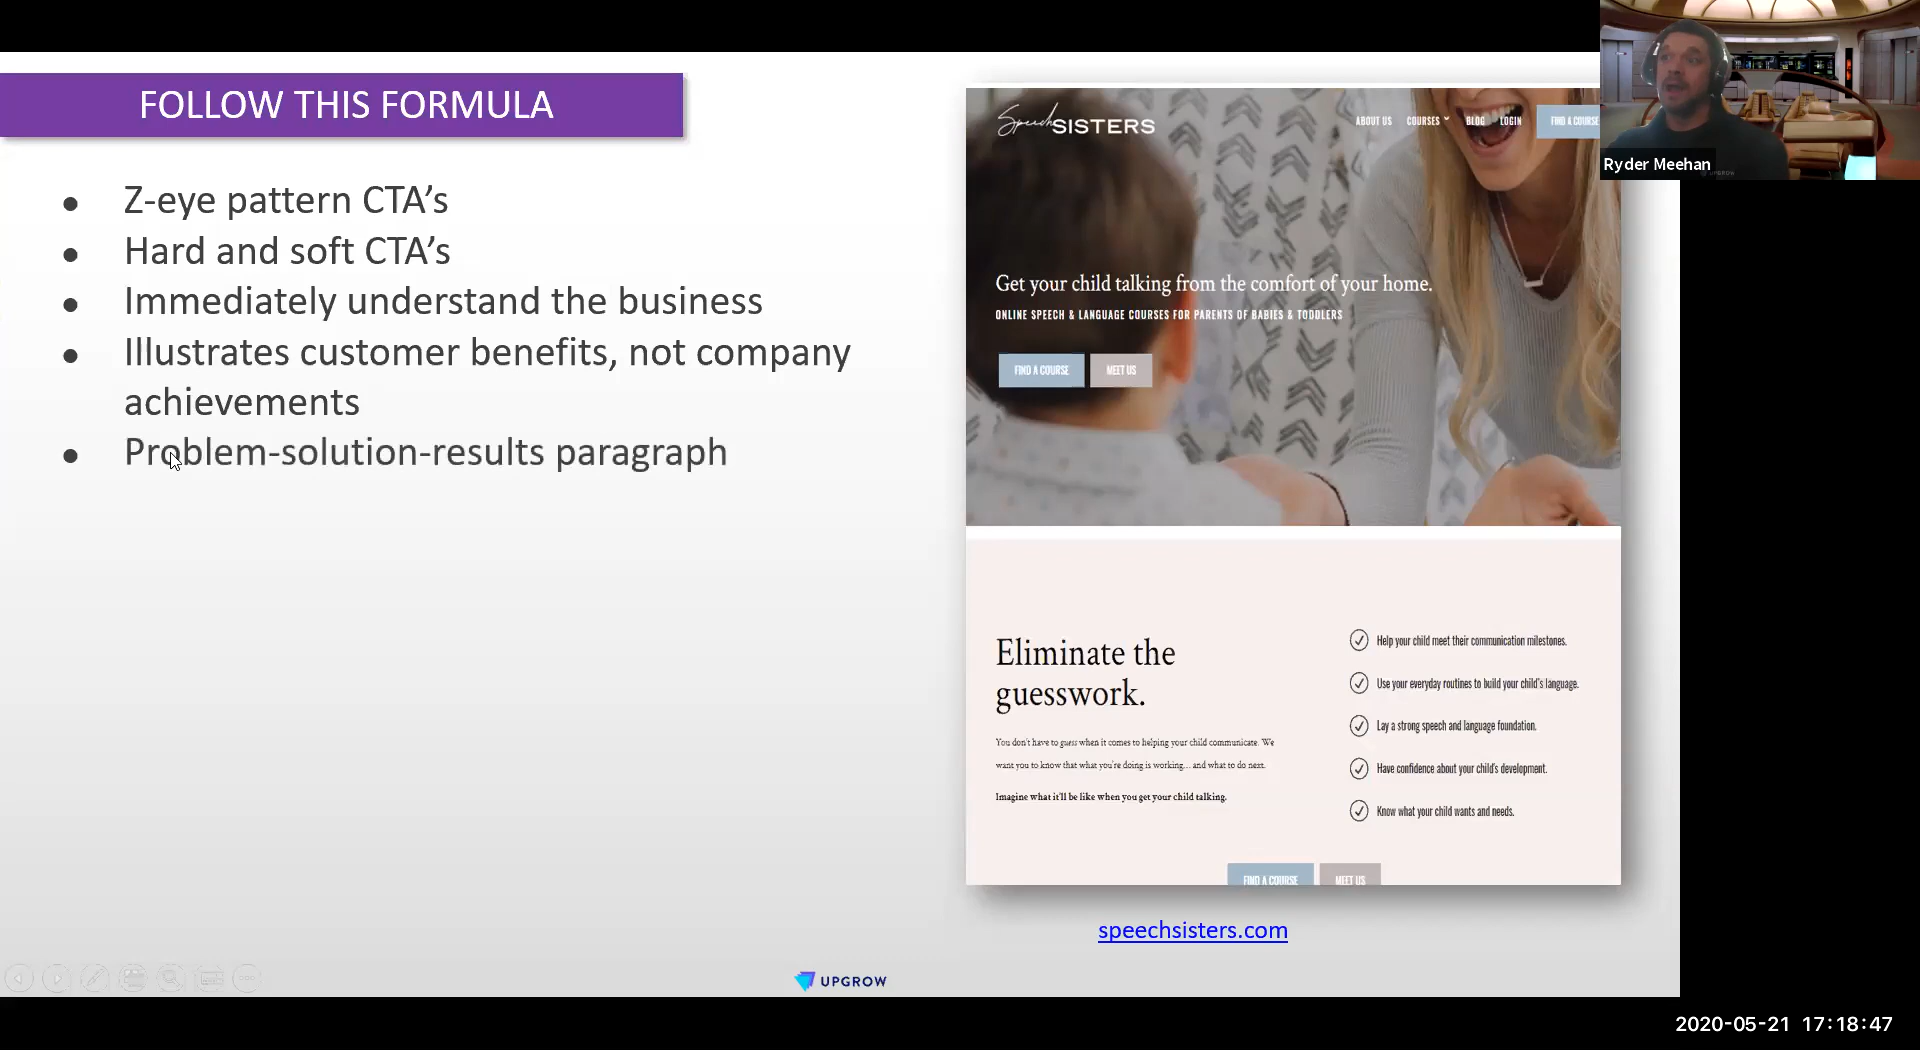 FOLLOW THIS FORMULA
Z-eye pattern CTA’s
Hard and soft CTA’s
Immediately understand the business
Illustrates customer benefits, not company
achievements
Problem-solution-results paragraph
Speech SISTERS
ABOUT US
COURSES
BLOG
LOGIN
FIND A COURSE
Get your child talking from the comfort of your home.
ONLINE SPEECH & LANGUAGE COURSES FOR PARENTS OF BABIES & TODDLERS
FIND A COURSE
MEET US
Eliminate the
guesswork.
You don't have to guess when it comes to helping your child communicate. We
want you to know that what you're doing is working... and what to do next.
Imagine what it'll be like when you get your child talking.
Help your child meet their communication milestones.
Use your everyday routines to build your child's language.
Lay a strong speech and language foundation.
Have confidence about your child's development.
Know what your child wants and needs.
FIND A COURSE
MEET US
speechsisters.com
UPGROW
Ryder Meehan
UPGROW
2020-05-21 17:18:47